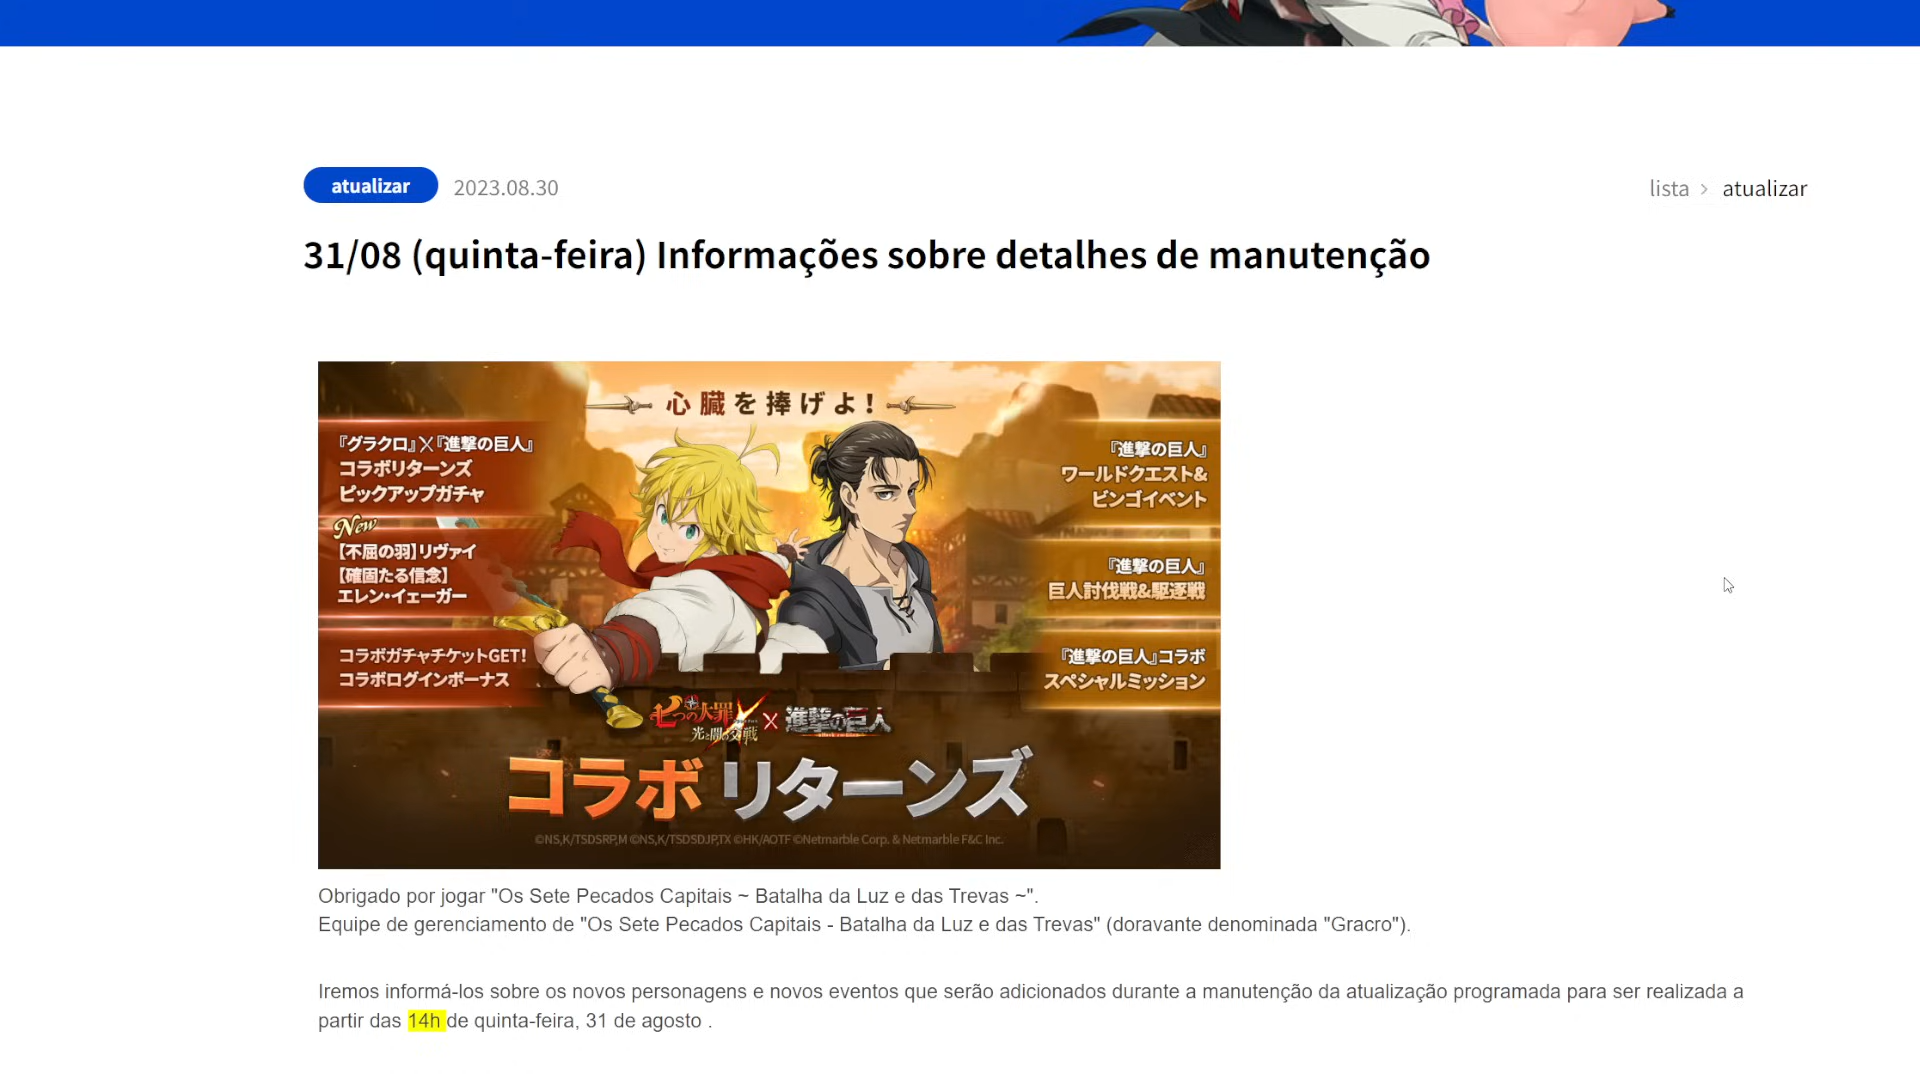 atualizar
2023.08.30
lista > atualizar
31/08 (quinta-feira) Informações sobre detalhes de manutenção
心臓を捧げよ!
『グラクロ』╳『進撃の巨人』
コラボリターンズ
ピックアップガチャ
New
【不屈の羽】リヴァイ
【確固たる信念】
エレン・イェーガー
コラボガチャチケットGET!
コラボログインボーナス
『進撃の巨人』
ワールドクエスト&
ビンゴイベント
『進撃の巨人』
巨人討伐戦&駆逐戦
『進撃の巨人』コラボ
スペシャルミッション
七つの大罪 光と闇の交戦 × 進撃の巨人
コラボ リターンズ
©NS,K/TSDSRP,M ©NS,K/TSDSDJP,TX ©HK/AOTF ©Netmarble Corp. & Netmarble F&C Inc.
Obrigado por jogar "Os Sete Pecados Capitais ~ Batalha da Luz e das Trevas ~".
Equipe de gerenciamento de "Os Sete Pecados Capitais - Batalha da Luz e das Trevas" (doravante denominada "Gracro").
Iremos informá-los sobre os novos personagens e novos eventos que serão adicionados durante a manutenção da atualização programada para ser realizada a
partir das 14h de quinta-feira, 31 de agosto .